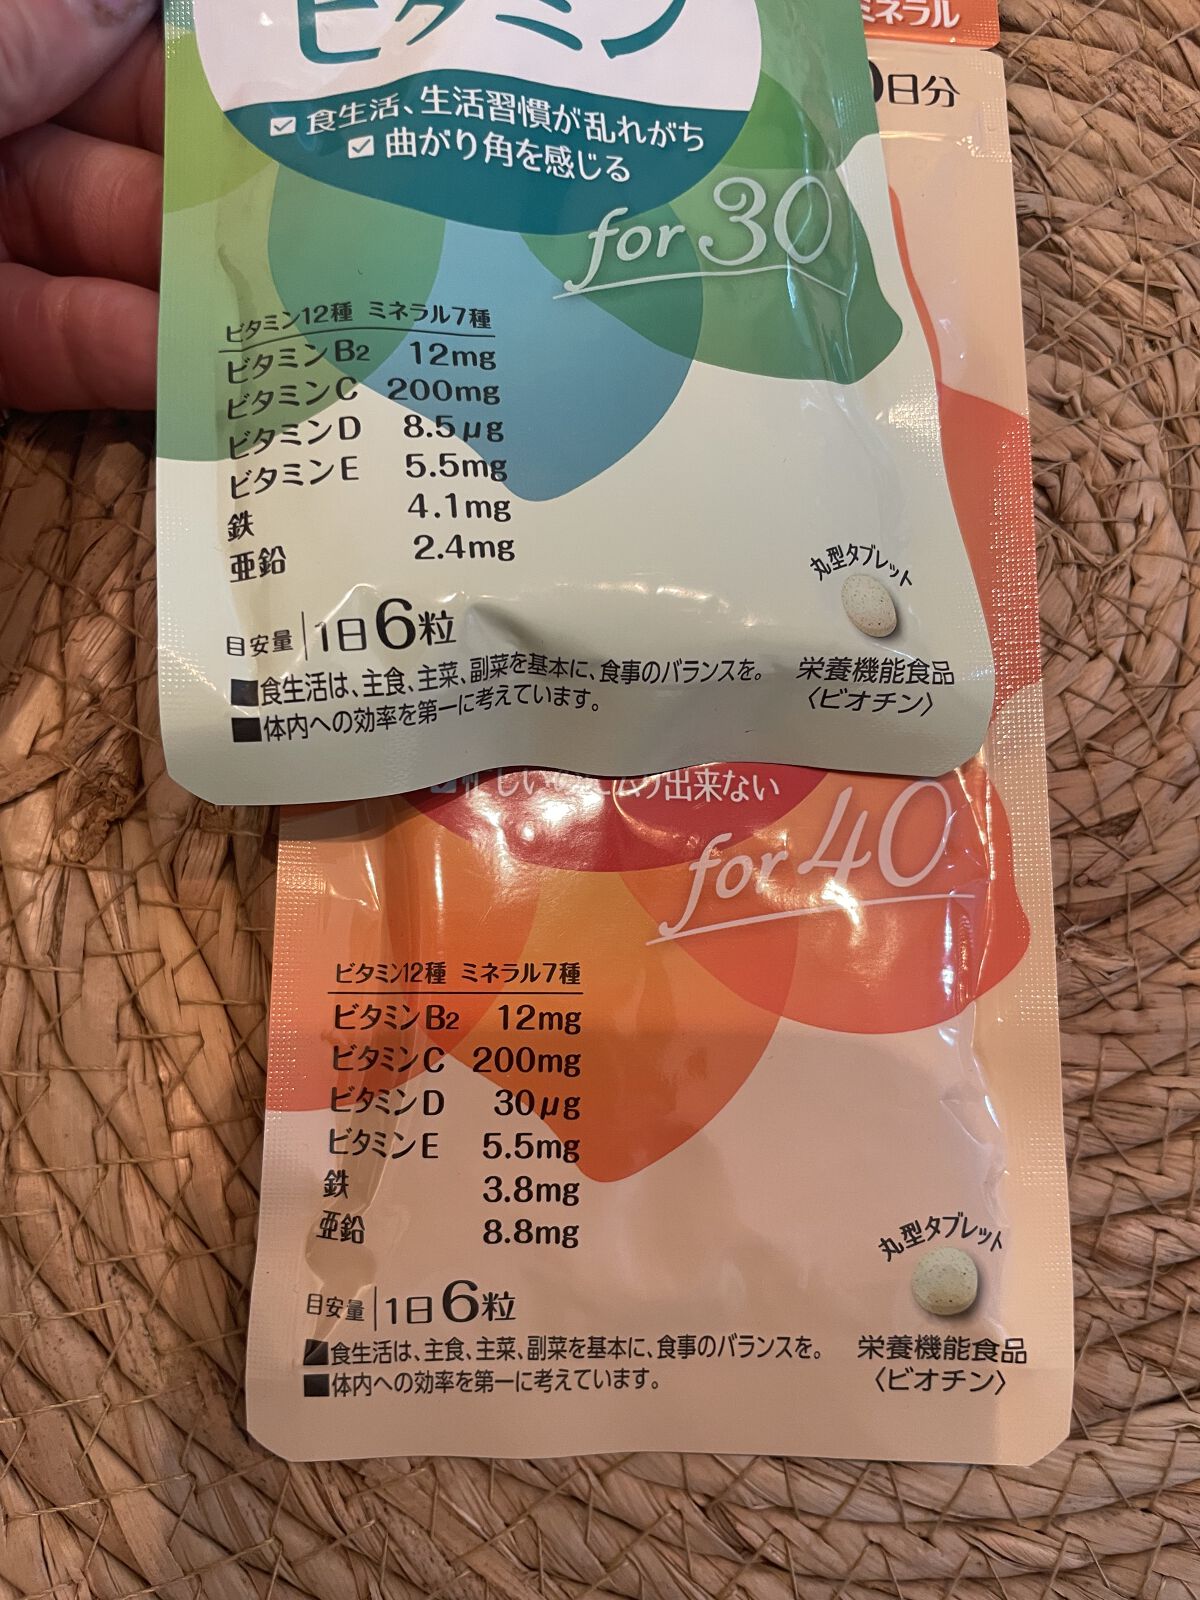 ビタミン
ミネラル
日分
食生活、生活習慣が乱れがち
曲がり角を感じる
for 30
ビタミン12種 ミネラル7種
ビタミンB2 12mg
ビタミンC 200mg
ビタミンD 8.5μg
ビタミンE 5.5mg
鉄 4.1mg
亜鉛 2.4mg
丸型タブレット
目安量 1日6粒
■食生活は、主食、主菜、副菜を基本に、食事のバランスを。
■体内への効率を第一に考えています。
栄養機能食品
〈ビオチン〉
出来ない
for 40
ビタミン12種 ミネラル7種
ビタミンB2 12mg
ビタミンC 200mg
ビタミンD 30μg
ビタミンE 5.5mg
鉄 3.8mg
亜鉛 8.8mg
丸型タブレット
目安量 1日6粒
■食生活は、主食、主菜、副菜を基本に、食事のバランスを。
■体内への効率を第一に考えています。
栄養機能食品
〈ビオチン〉